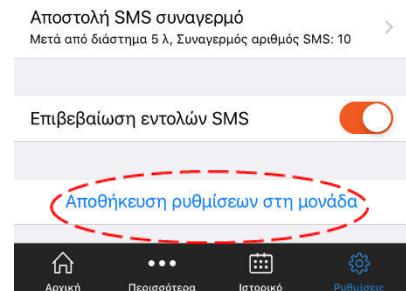 Αποστολή SMS συναγερμό
Μετά από διάστημα 5 λ, Συναγερμός αριθμός SMS: 10
Επιβεβαίωση εντολών SMS
Αποθήκευση ρυθμίσεων στη μονάδα
Αρχική Περισσότερα Ιστορικό Ρυθμίσεις